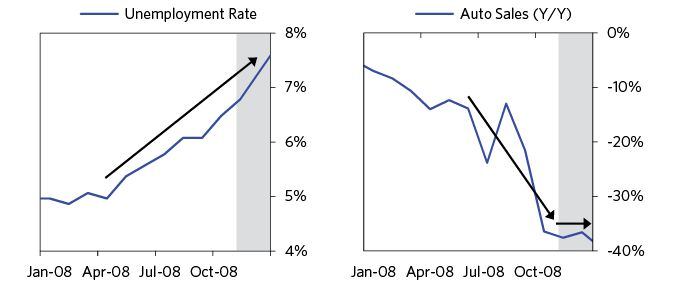 Unemployment Rate
8%
7%
6%
5%
4%
Jan-08 Apr-08 Jul-08 Oct-08
Auto Sales (Y/Y)
0%
-10%
-20%
-30%
-40%
Jan-08 Apr-08 Jul-08 Oct-08